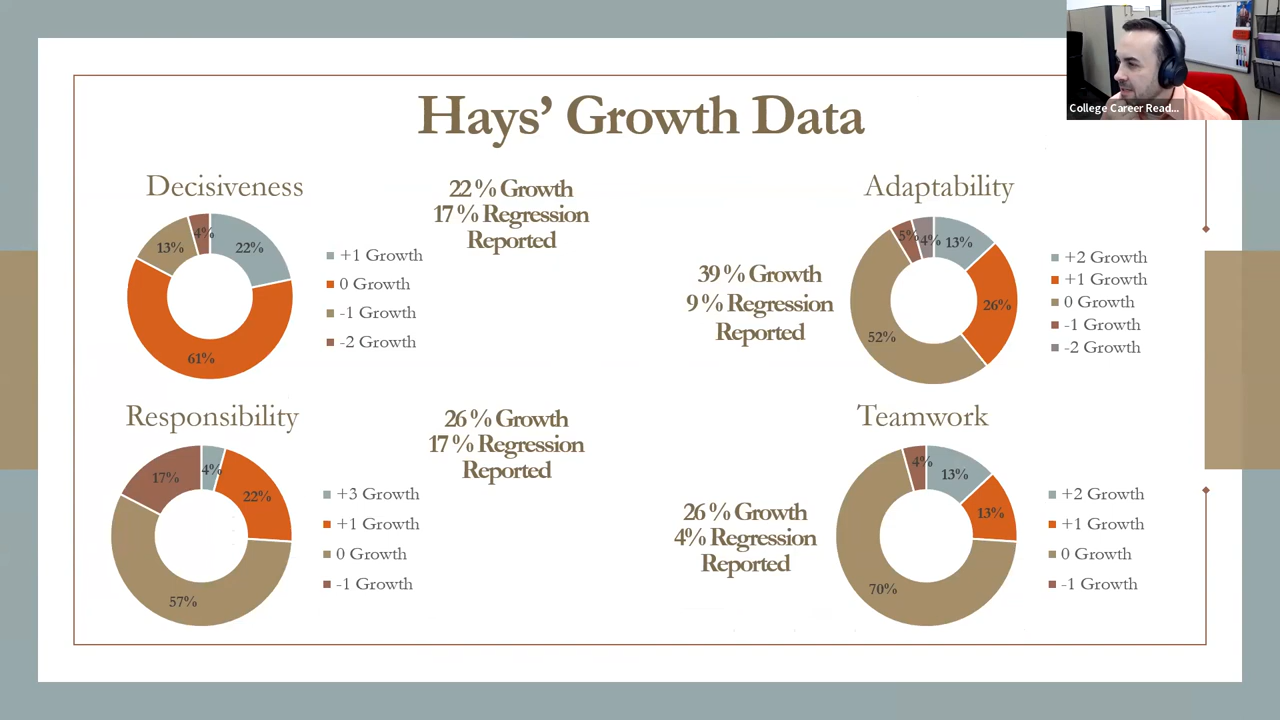 College Career Read...
Hays' Growth Data
Decisiveness
22%
61%
13%
4%
+1 Growth
0 Growth
-1 Growth
-2 Growth
22% Growth
17% Regression
Reported
Adaptability
13%
26%
52%
5%
4%
+2 Growth
+1 Growth
0 Growth
-1 Growth
-2 Growth
39% Growth
9% Regression
Reported
Responsibility
4%
22%
57%
17%
+3 Growth
+1 Growth
0 Growth
-1 Growth
26% Growth
17% Regression
Reported
Teamwork
13%
13%
70%
4%
+2 Growth
+1 Growth
0 Growth
-1 Growth
26% Growth
4% Regression
Reported